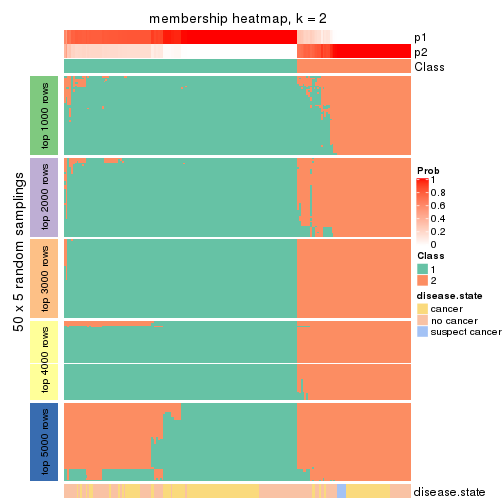 membership heatmap, k = 2
p1
p2
Class
50 x 5 random samplings
top 1000 rows
top 2000 rows
top 3000 rows
top 4000 rows
top 5000 rows
Prob
1
0.8
0.6
0.4
0.2
0
Class
1
2
disease.state
cancer
no cancer
suspect cancer
disease.state